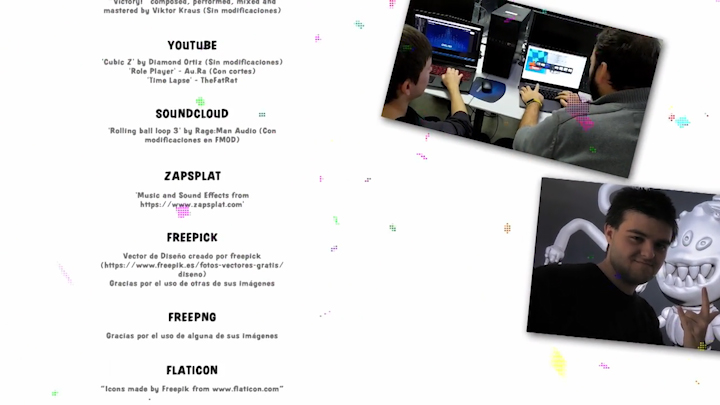 Victory!" composed, performed, mixed and
mastered by Viktor Kraus (Sin modificaciones)
YOUTUBE
'Cubic Z' by Diamond Ortiz (Sin modificaciones)
'Role Player' - Au.Ra (Con cortes)
'Time Lapse' - TheFatRat
SOUNDCLOUD
'Rolling ball loop 3' by Rage:Man Audio (Con
modificaciones en FMOD)
ZAPSPLAT
'Music and Sound Effects from
https://www.zapsplat.com'
FREEPICK
Vector de Diseño creado por freepick
(https://www.freepik.es/fotos-vectores-gratis/
diseno)
Gracias por el uso de otras de sus imágenes
FREEPNG
Gracias por el uso de alguna de sus imágenes
FLATICON
"Icons made by Freepik from www.flaticon.com"